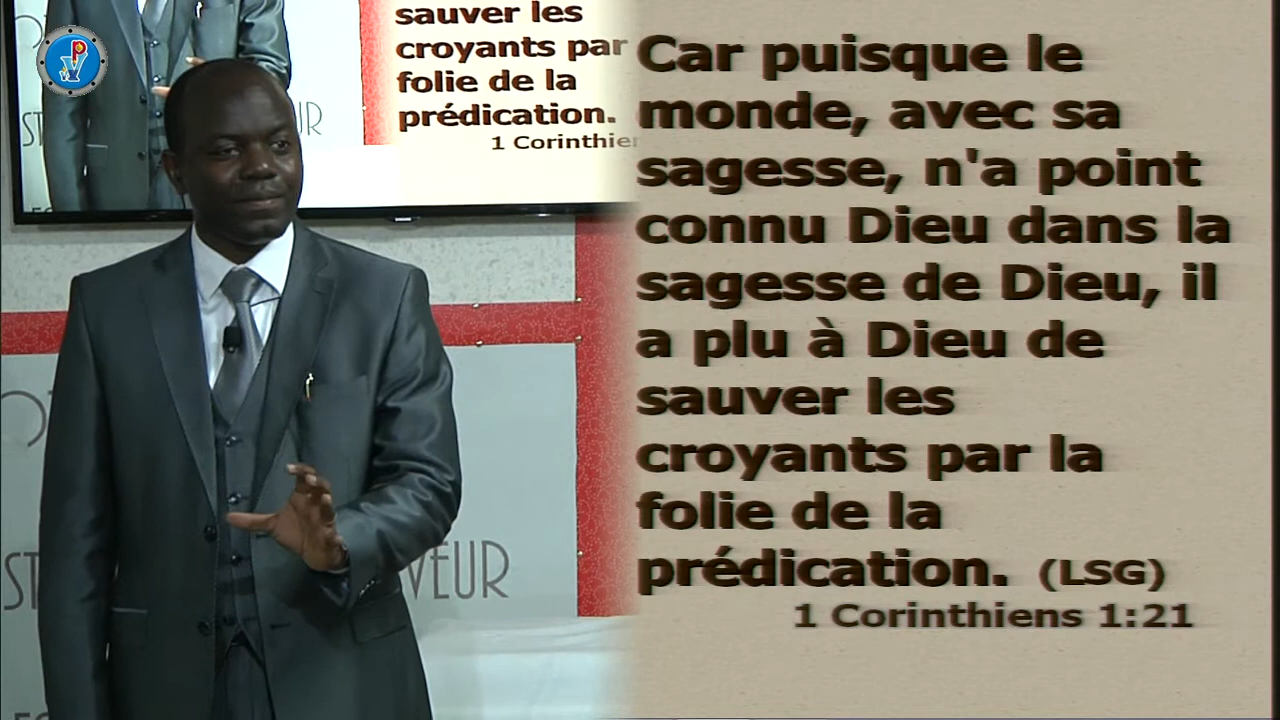 sauver les
croyants par
folie de la
prédication.
1 Corinthie
Car puisque le
monde, avec sa
sagesse, n'a point
connu Dieu dans la
sagesse de Dieu, il
a plu à Dieu de
sauver les
croyants par la
folie de la
prédication. (LSG)
1 Corinthiens 1:21